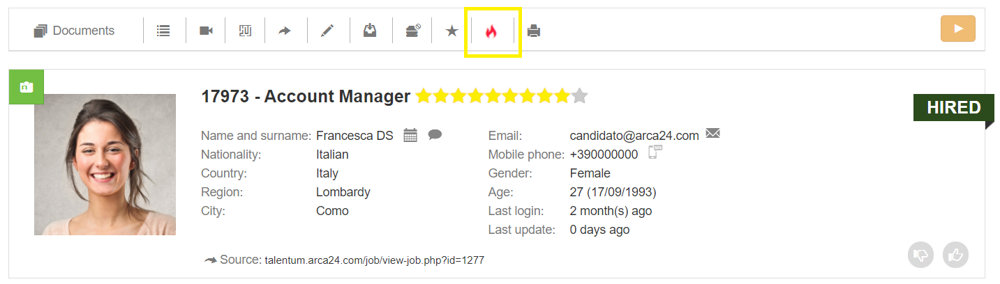 Documents
17973 - Account Manager
HIRED
Name and surname: Francesca DS
Email: candidato@arca24.com
Nationality: Italian
Mobile phone: +390000000
Country: Italy
Gender: Female
Region: Lombardy
Age: 27 (17/09/1993)
City: Como
Last login: 2 month(s) ago
Last update: 0 days ago
Source: talentum.arca24.com/job/view-job.php?id=1277